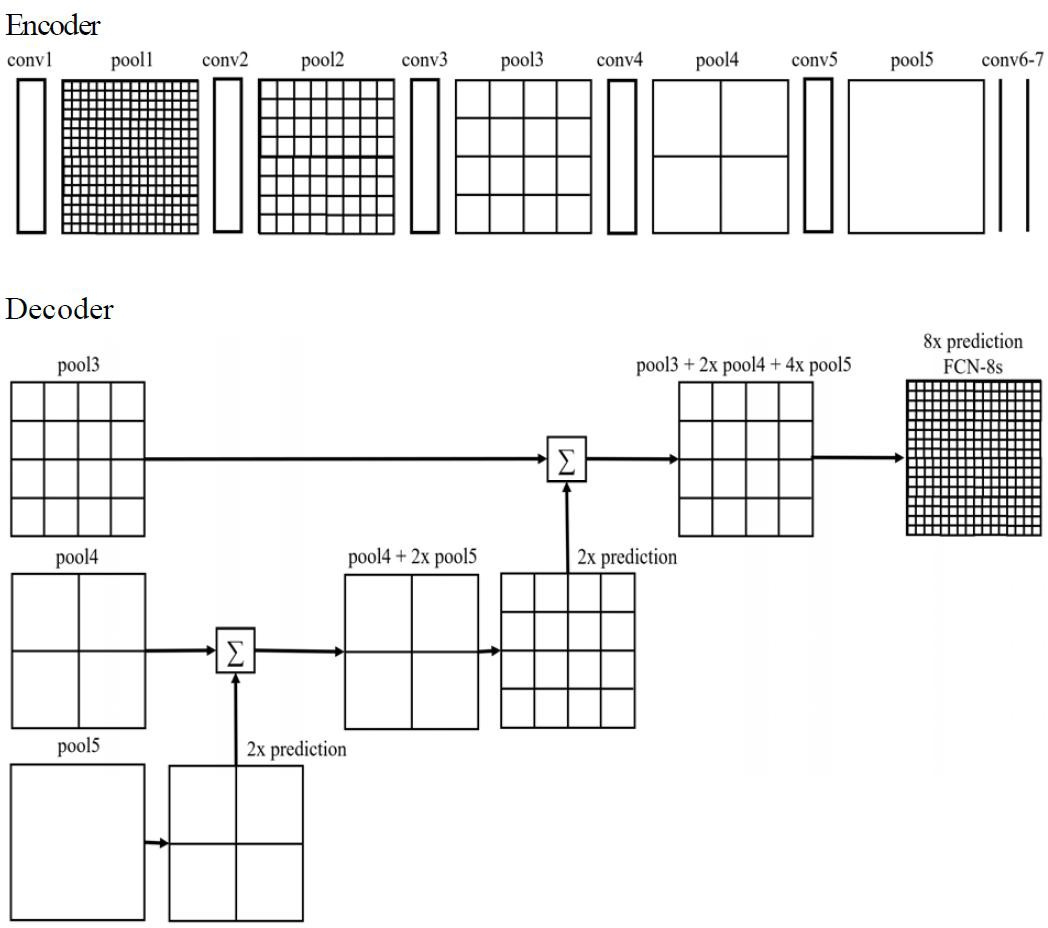 Encoder
conv1 pool1 conv2 pool2 conv3 pool3 conv4 pool4 conv5 pool5 conv6-7
Decoder
8x prediction
FCN-8s
pool3
pool3 + 2x pool4 + 4x pool5
∑
pool4
pool4 + 2x pool5
2x prediction
∑
pool5
2x prediction